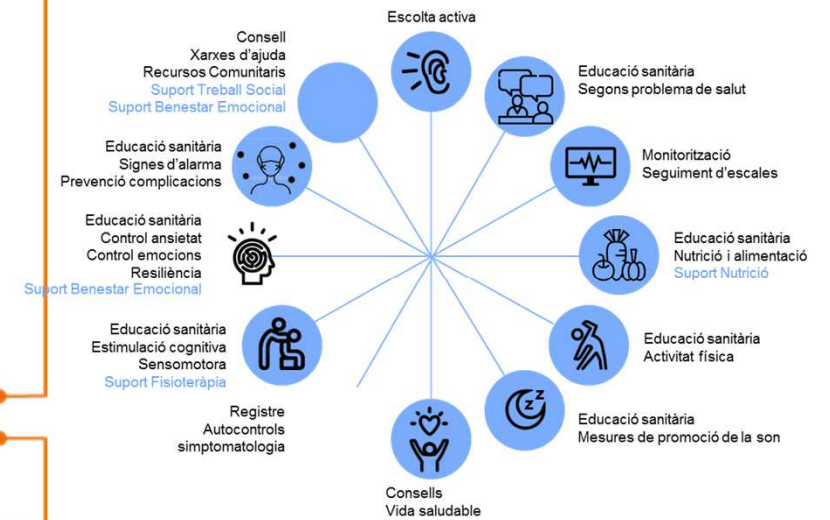 Escolta activa
Educació sanitària
Segons problema de salut
Monitorització
Seguiment d'escales
Educació sanitària
Nutrició i alimentació
Suport Nutrició
Educació sanitària
Activitat física
z z
Educació sanitària
Mesures de promoció de la son
Consells
Vida saludable
Registre
Autocontrols
simptomatologia
Educació sanitària
Estimulació cognitiva
Sensomotora
Suport Fisioteràpia
Educació sanitària
Control ansietat
Control emocions
Resiliència
Suport Benestar Emocional
Educació sanitària
Signes d'alarma
Prevenció complicacions
Consell
Xarxes d'ajuda
Recursos Comunitaris
Suport Treball Social
Suport Benestar Emocional